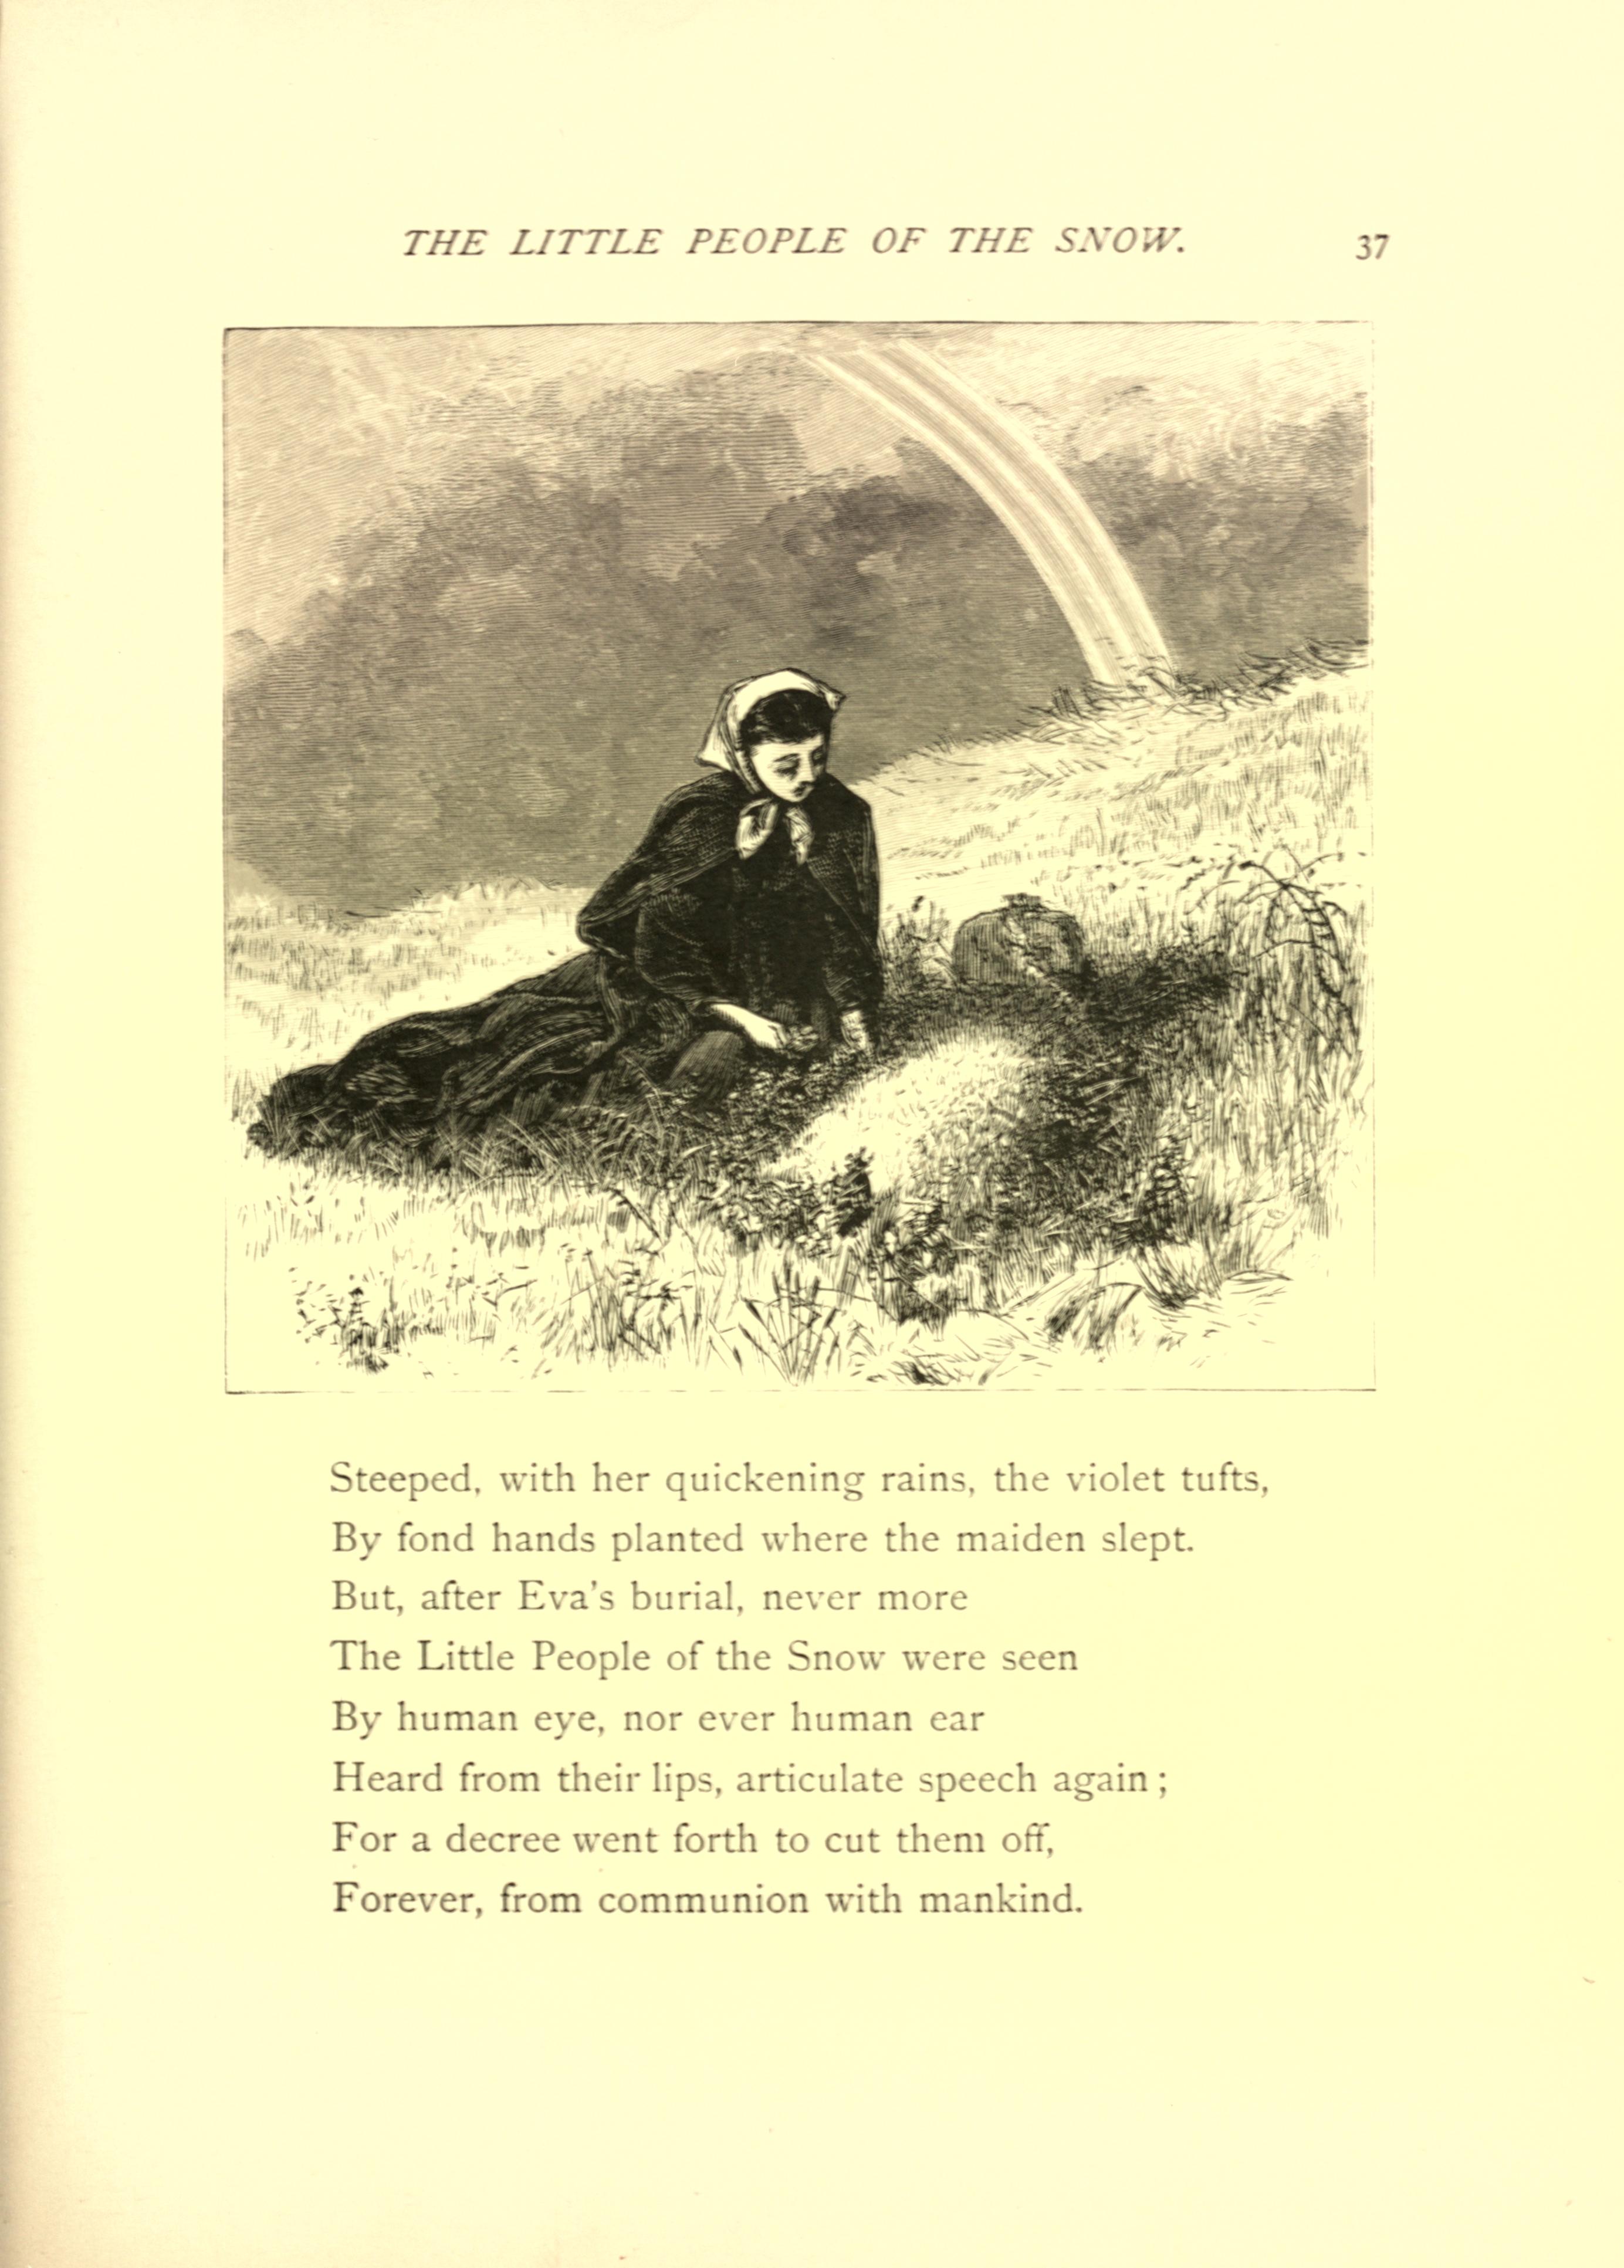 THE LITTLE PEOPLE OF THE SNOW. 37
Steeped, with her quickening rains, the violet tufts,
By fond hands planted where the maiden slept.
But, after Eva's burial, never more
The Little People of the Snow were seen
By human eye, nor ever human ear
Heard from their lips, articulate speech again ;
For a decree went forth to cut them off,
Forever, from communion with mankind.